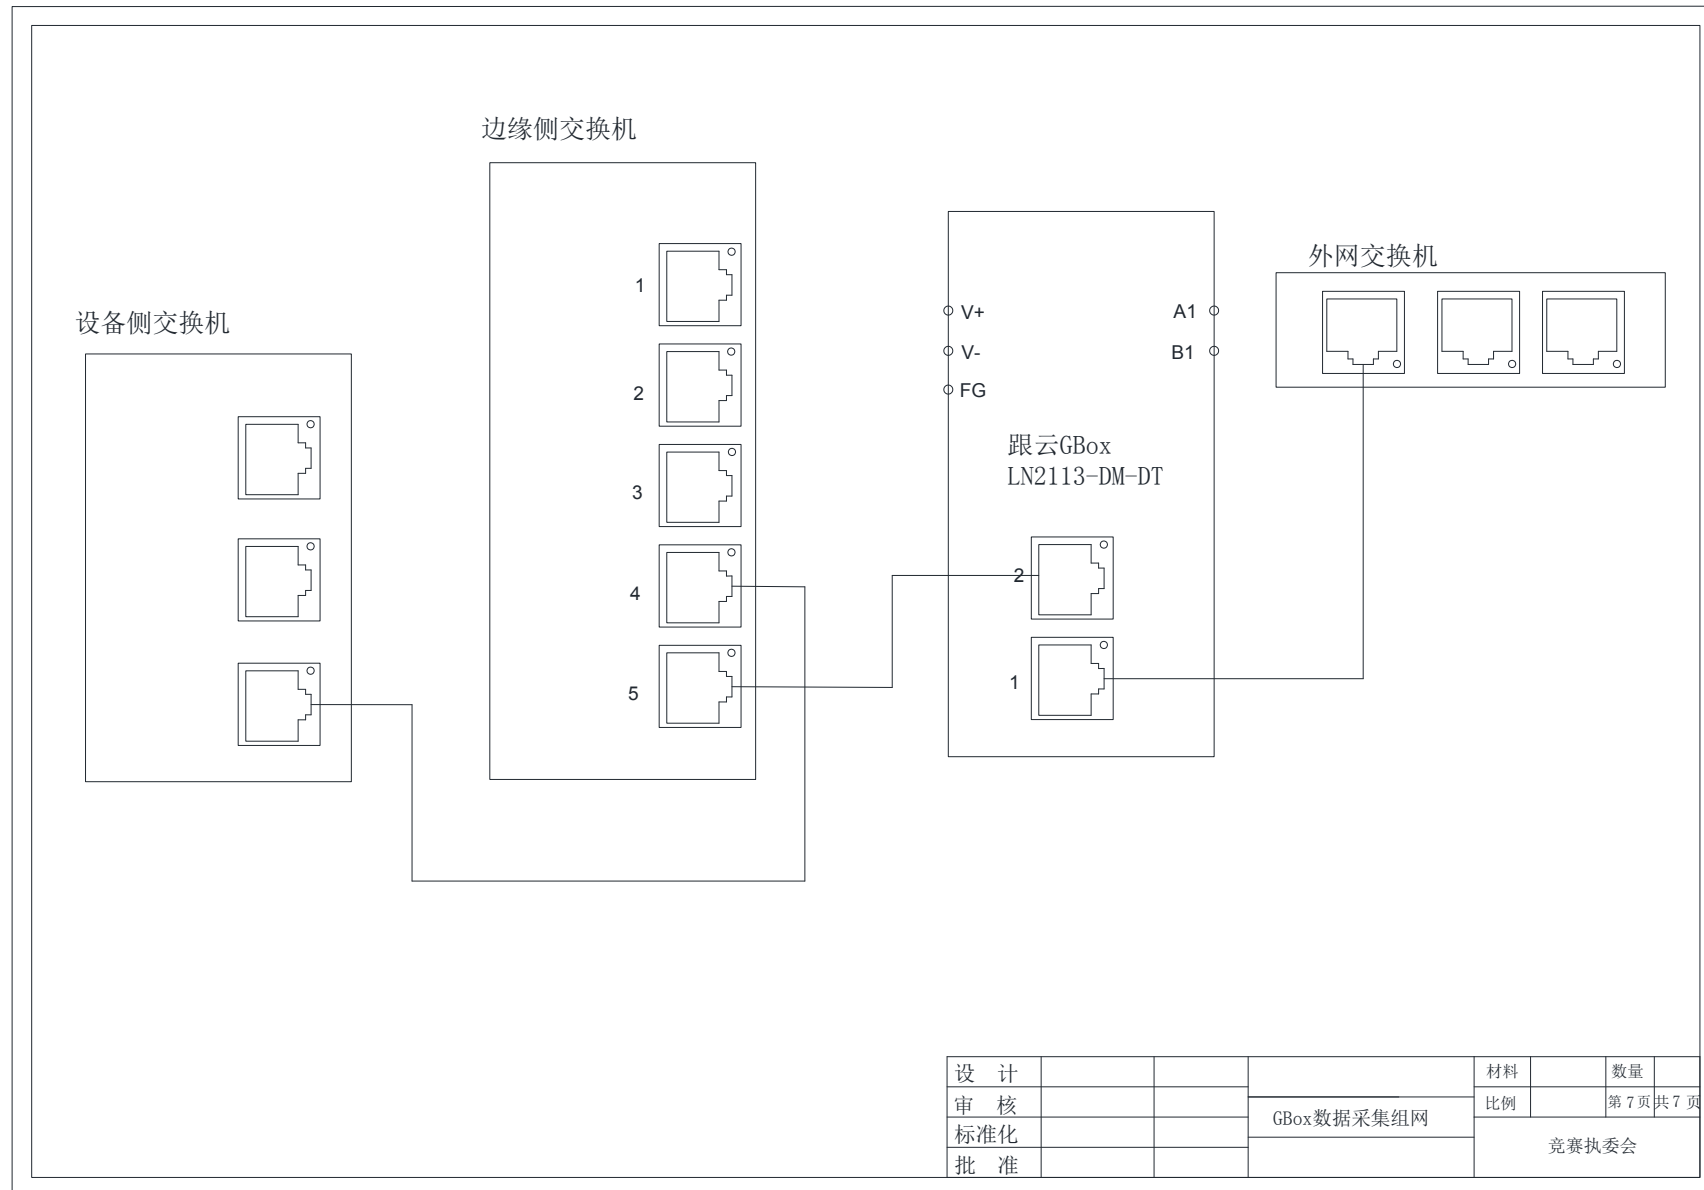 边缘侧交换机
1
2
3
4
5
设备侧交换机
V+
V-
FG
A1
B1
跟云GBox
LN2113-DM-DT
2
1
外网交换机
设 计
审 核
标准化
批 准
GBox数据采集组网
材料
数量
比例
第 7 页 共 7 页
竞赛执委会